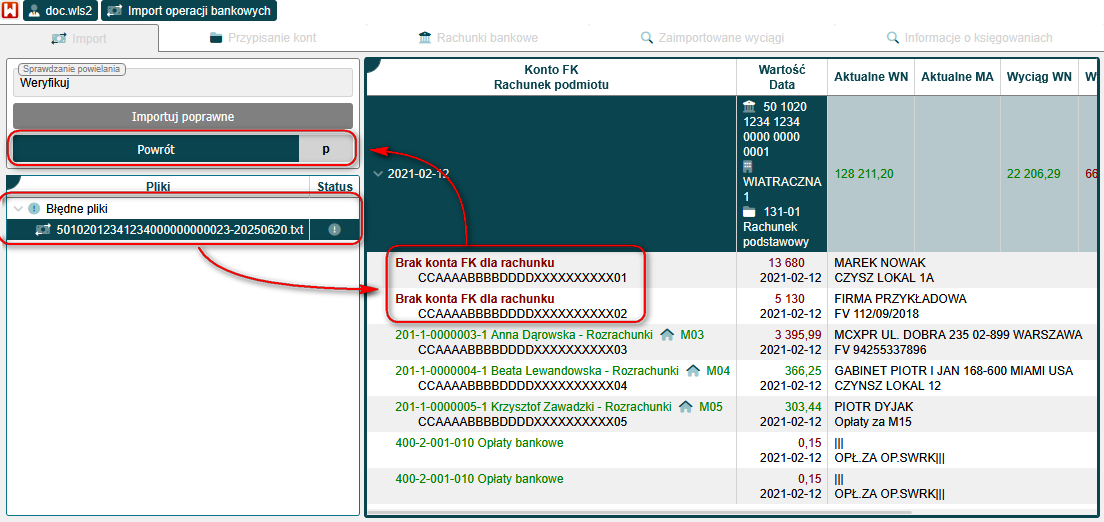 doc.wls2 Import operacji bankowych
Import Przypisanie kont Rachunki bankowe Zaimportowane wyciągi Informacje o księgowaniach
Sprawdzanie powielania
Weryfikuj
Importuj poprawne
Powrót p
Pliki Status
Błędne pliki
50102012341234000000000023-20250620.txt
Konto FK
Rachunek podmiotu
Wartość
Data
Aktualne WN Aktualne MA Wyciąg WN W
2021-02-12
50 1020
1234 1234
0000 0000
0001
WIATRACZNA
1
131-01
Rachunek
podstawowy
128 211,20 22 206,29 66
Brak konta FK dla rachunku 13 680 MAREK NOWAK
CCAAAABBBBDDDDXXXXXXXXXX01 2021-02-12 CZYSZ LOKAL 1A
Brak konta FK dla rachunku 5 130 FIRMA PRZYKŁADOWA
CCAAAABBBBDDDDXXXXXXXXXX02 2021-02-12 FV 112/09/2018
201-1-0000003-1 Anna Dąrowska - Rozrachunki M03 3 395,99 MCXPR UL. DOBRA 235 02-899 WARSZAWA
CCAAAABBBBDDDDXXXXXXXXXX03 2021-02-12 FV 94255337896
201-1-0000004-1 Beata Lewandowska - Rozrachunki M04 366,25 GABINET PIOTR I JAN 168-600 MIAMI USA
CCAAAABBBBDDDDXXXXXXXXXX04 2021-02-12 CZYNSZ LOKAL 12
201-1-0000005-1 Krzysztof Zawadzki - Rozrachunki M05 303,44 PIOTR DYJAK
CCAAAABBBBDDDDXXXXXXXXXX05 2021-02-12 Opłaty za M15
400-2-001-010 Opłaty bankowe 0,15 |||
2021-02-12 OPŁ.ZA OP.SWRK|||
400-2-001-010 Opłaty bankowe 0,15 |||
2021-02-12 OPŁ.ZA OP.SWRK|||